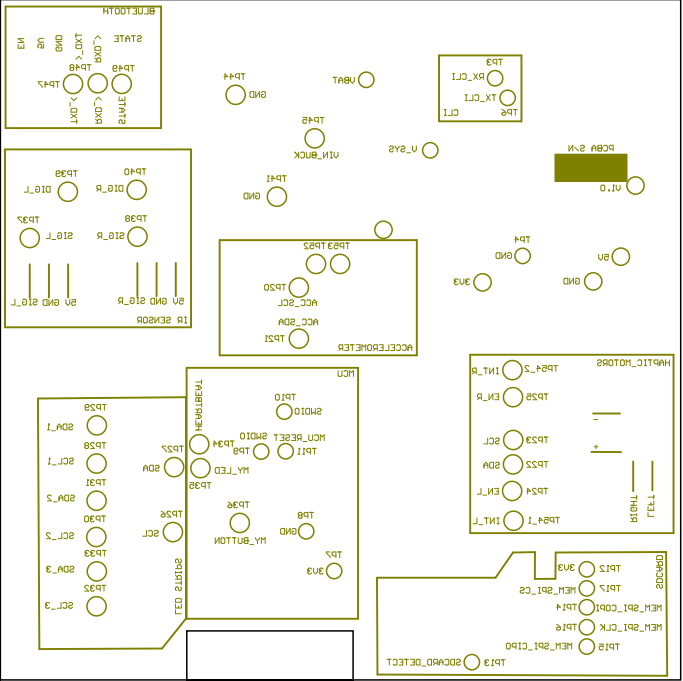 BLUETOOTH
EN
5V
GND
TXD_>
RXD_>
STATE
TP47
TP48
TP49
TXD_>
RXD_>
STATE
TP44
GND
VBAT
TP3
RX_CLI
TX_CLI
CLI
TP6
TP45
VIN_BUCK
V_SYS
PCBA S/N
V1.0
TP39
DIG_L
TP40
DIG_R
TP37
SIG_L
TP38
SIG_R
SIG_L
GND
5V
SIG_R
GND
5V
IR SENSOR
TP41
GND
TP52
TP53
TP20
ACC_SCL
ACC_SDA
TP21
ACCELEROMETER
TP4
GND
3V3
5V
GND
HAPTIC_MOTORS
INT_R
TP54_2
EN_R
TP25
SCL
TP23
SDA
TP22
EN_L
TP24
INT_L
TP54_1
-
+
RIGHT
LEFT
MCU
HEARTBEAT
TP10
SWDIO
TP34
SWDIO
TP9
MCU_RESET
TP11
MY_LED
TP35
TP36
MY_BUTTON
TP8
GND
TP7
3V3
TP29
SDA_1
TP28
SCL_1
TP31
SDA_2
TP30
SCL_2
TP33
SDA_3
TP32
SCL_3
TP27
SDA
TP26
SCL
LED STRIPS
SDCARD
3V3
TP12
MEM_SPI_CS
TP17
TP14
MEM_SPI_COPI
TP16
MEM_SPI_CLK
MEM_SPI_CIPO
TP15
SDCARD_DETECT
TP13